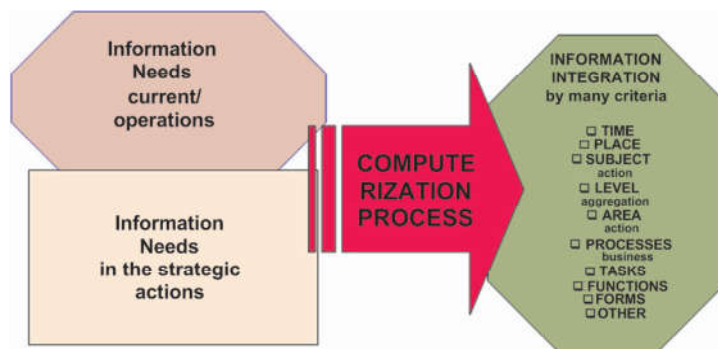 Information
Needs
current/
operations
Information
Needs
in the strategic
actions
COMPUTE
RIZATION
PROCESS
INFORMATION
INTEGRATION
by many criteria
❑ TIME
❑ PLACE
❑ SUBJECT
action
❑ LEVEL
aggregation
❑ AREA
action
❑ PROCESSES
business
❑ TASKS
❑ FUNCTIONS
❑ FORMS
❑ OTHER